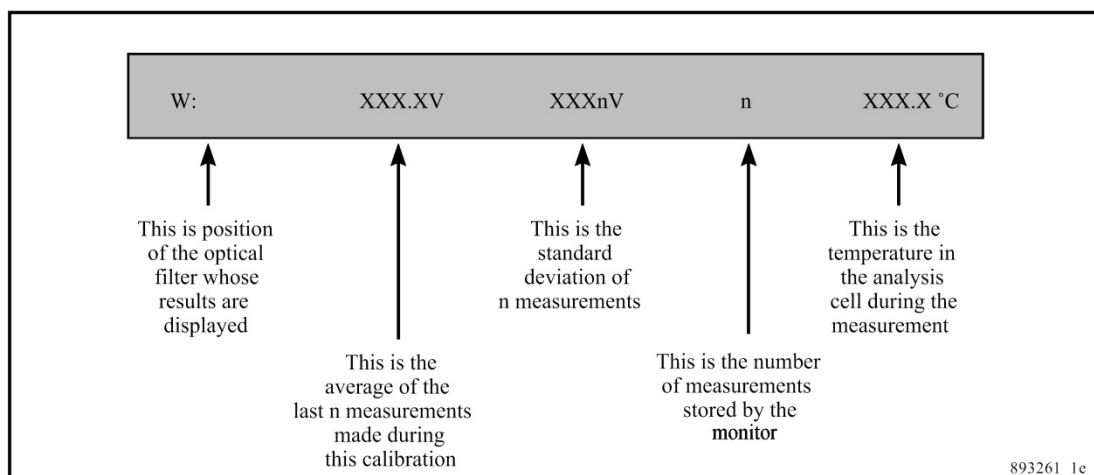 W: XXX.XV XXXnV n XXX.X °C
This is position
of the optical
filter whose
results are
displayed
This is the
average of the
last n measurements
made during
this calibration
This is the
standard
deviation of
n measurements
This is the number
of measurements
stored by the
monitor
This is the
temperature in
the analysis
cell during the
measurement
893261_1e